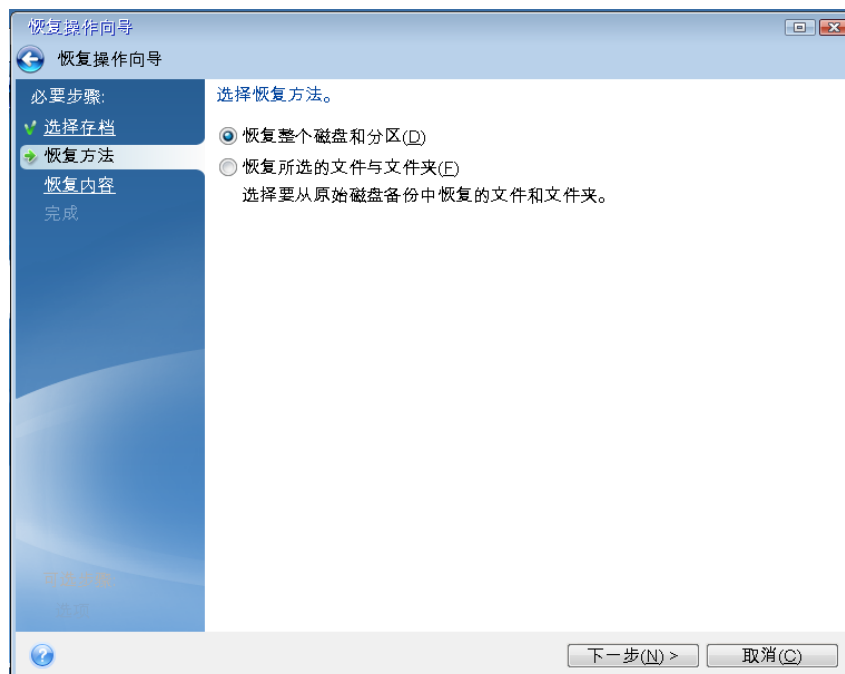 恢复操作向导
恢复操作向导
必要步骤:
选择存档
恢复方法
恢复内容
完成
选择恢复方法。
恢复整个磁盘和分区(D)
恢复所选的文件与文件夹(F)
选择要从原始磁盘备份中恢复的文件和文件夹。
选项
下一步(N) >
取消(C)